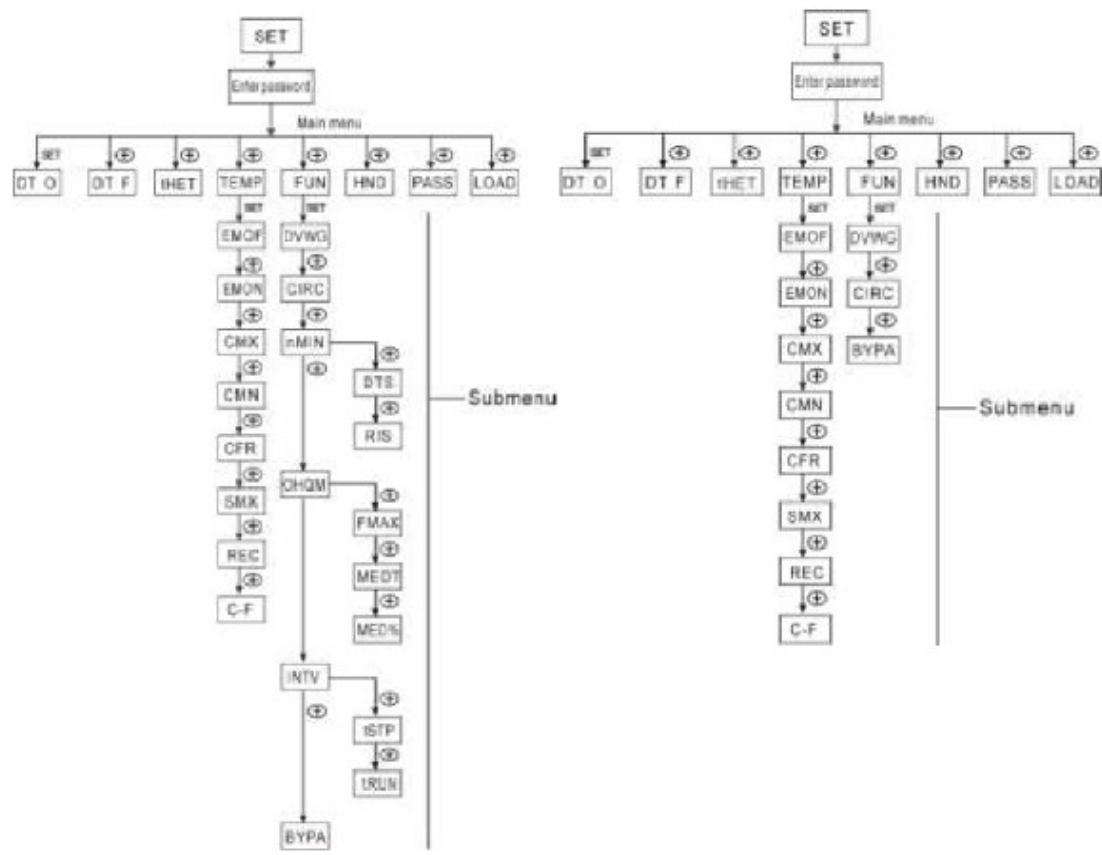 SET
Enter password
Main menu
SET
DT O
DT F
tHET
TEMP
FUN
HND
PASS
LOAD
SET
SET
EMOF
DVWG
EMON
CIRC
CMX
nMIN
CMN
DTS
CFR
RIS
SMX
OHQM
REC
FMAX
C-F
MEDT
MED%
INTV
tSTP
tRUN
BYPA
Submenu
SET
Enter password
Main menu
SET
DT O
DT F
tHET
TEMP
FUN
HND
PASS
LOAD
SET
SET
EMOF
DVWG
EMON
CIRC
CMX
BYPA
CMN
CFR
SMX
REC
C-F
Submenu